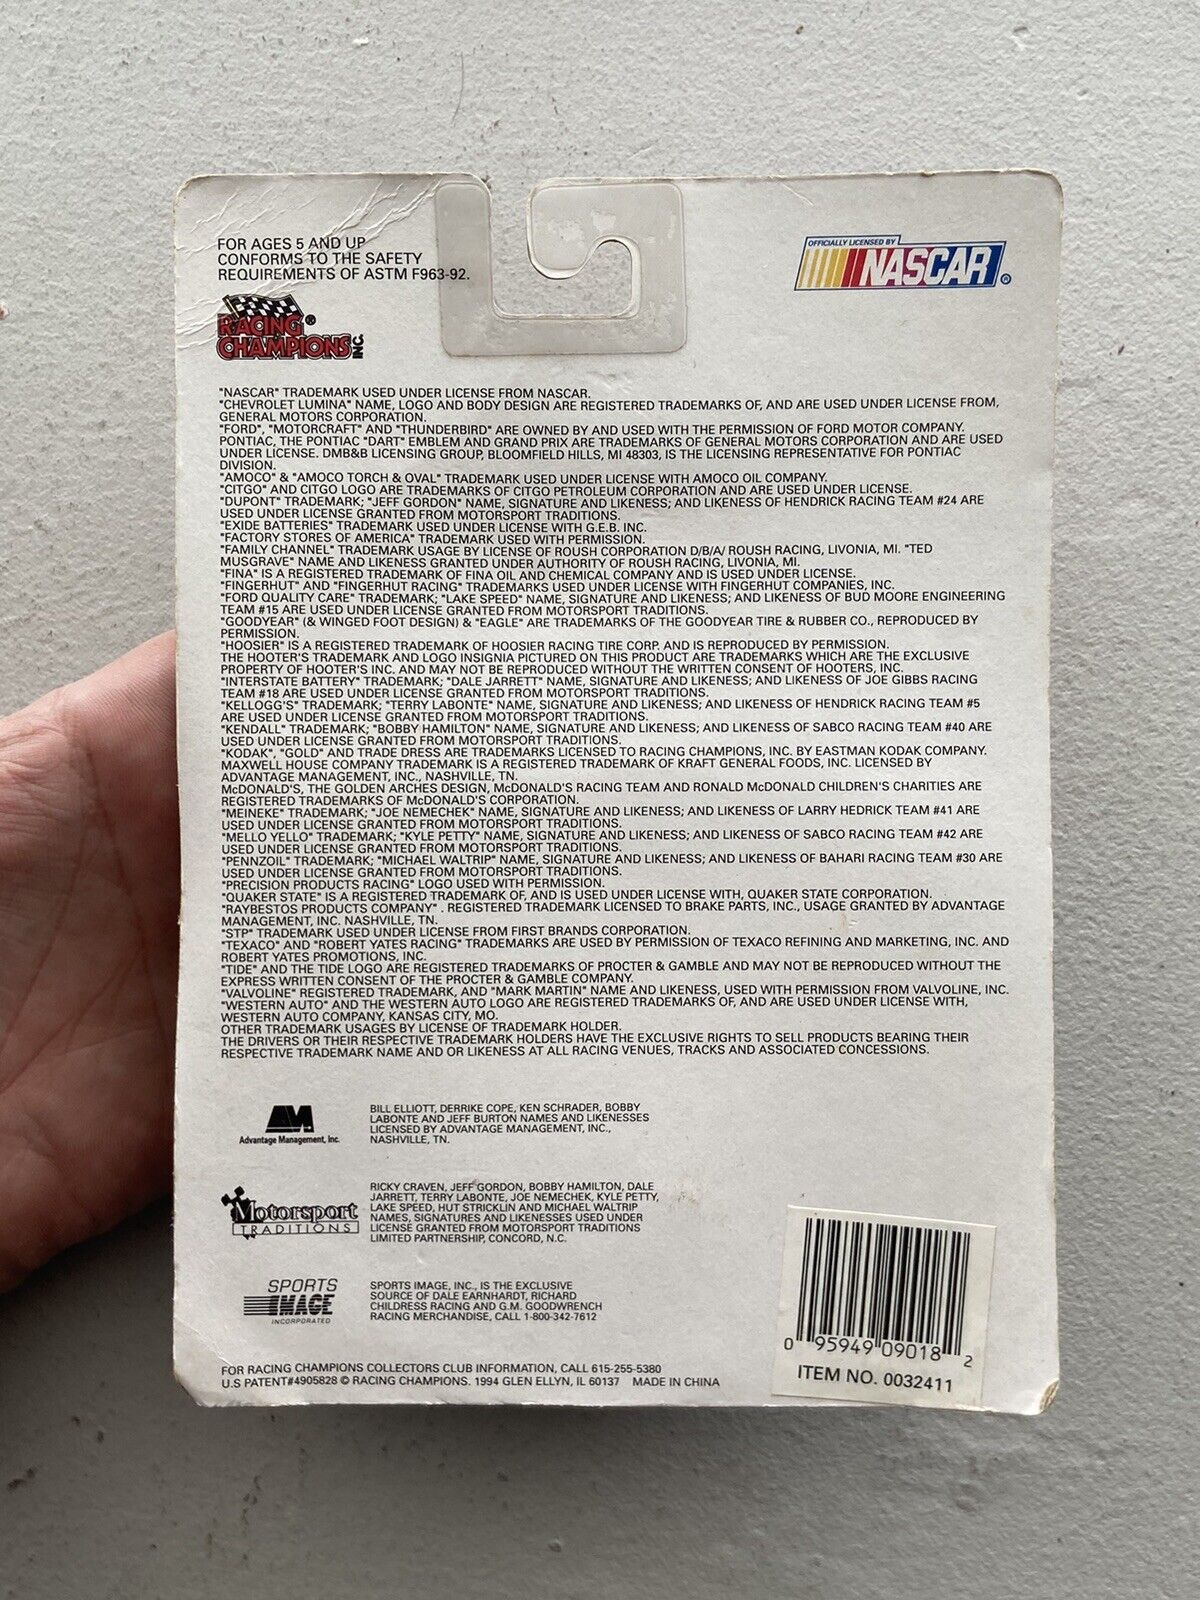 FOR AGES 5 AND UP
CONFORMS TO THE SAFETY
REQUIREMENTS OF ASTM F963-92.
RACING ®
CHAMPIONS INC.
OFFICIALLY LICENSED BY
NASCAR ®
"NASCAR" TRADEMARK USED UNDER LICENSE FROM NASCAR.
"CHEVROLET LUMINA" NAME, LOGO AND BODY DESIGN ARE REGISTERED TRADEMARKS OF, AND ARE USED UNDER LICENSE FROM,
GENERAL MOTORS CORPORATION.
"FORD", "MOTORCRAFT" AND "THUNDERBIRD" ARE OWNED BY AND USED WITH THE PERMISSION OF FORD MOTOR COMPANY.
PONTIAC, THE PONTIAC "DART" EMBLEM AND GRAND PRIX ARE TRADEMARKS OF GENERAL MOTORS CORPORATION AND ARE USED
UNDER LICENSE. DMB&B LICENSING GROUP, BLOOMFIELD HILLS, MI 48303, IS THE LICENSING REPRESENTATIVE FOR PONTIAC
DIVISION.
"AMOCO" & "AMOCO TORCH & OVAL" TRADEMARK USED UNDER LICENSE WITH AMOCO OIL COMPANY.
"CITGO" AND CITGO LOGO ARE TRADEMARKS OF CITGO PETROLEUM CORPORATION AND ARE USED UNDER LICENSE.
"DUPONT" TRADEMARK; "JEFF GORDON" NAME, SIGNATURE AND LIKENESS; AND LIKENESS OF HENDRICK RACING TEAM #24 ARE
USED UNDER LICENSE GRANTED FROM MOTORSPORT TRADITIONS.
"EXIDE BATTERIES" TRADEMARK USED UNDER LICENSE WITH G.E.B. INC.
"FACTORY STORES OF AMERICA" TRADEMARK USED WITH PERMISSION.
"FAMILY CHANNEL" TRADEMARK USAGE BY LICENSE OF ROUSH CORPORATION D/B/A/ ROUSH RACING, LIVONIA, MI. "TED
MUSGRAVE" NAME AND LIKENESS GRANTED UNDER AUTHORITY OF ROUSH RACING, LIVONIA, MI.
"FINA" IS A REGISTERED TRADEMARK OF FINA OIL AND CHEMICAL COMPANY AND IS USED UNDER LICENSE.
"FINGERHUT" AND "FINGERHUT RACING" TRADEMARKS USED UNDER LICENSE WITH FINGERHUT COMPANIES, INC.
"FORD QUALITY CARE" TRADEMARK; "LAKE SPEED" NAME, SIGNATURE AND LIKENESS; AND LIKENESS OF BUD MOORE ENGINEERING
TEAM #15 ARE USED UNDER LICENSE GRANTED FROM MOTORSPORT TRADITIONS.
"GOODYEAR" (& WINGED FOOT DESIGN) & "EAGLE" ARE TRADEMARKS OF THE GOODYEAR TIRE & RUBBER CO., REPRODUCED BY
PERMISSION.
"HOOSIER" IS A REGISTERED TRADEMARK OF HOOSIER RACING TIRE CORP. AND IS REPRODUCED BY PERMISSION.
THE HOOTER'S TRADEMARK AND LOGO INSIGNIA PICTURED ON THIS PRODUCT ARE TRADEMARKS WHICH ARE THE EXCLUSIVE
PROPERTY OF HOOTER'S INC. AND MAY NOT BE REPRODUCED WITHOUT THE WRITTEN CONSENT OF HOOTERS, INC.
"INTERSTATE BATTERY" TRADEMARK; "DALE JARRETT" NAME, SIGNATURE AND LIKENESS; AND LIKENESS OF JOE GIBBS RACING
TEAM #18 ARE USED UNDER LICENSE GRANTED FROM MOTORSPORT TRADITIONS.
"KELLOGG'S" TRADEMARK; "TERRY LABONTE" NAME, SIGNATURE AND LIKENESS; AND LIKENESS OF HENDRICK RACING TEAM #5
ARE USED UNDER LICENSE GRANTED FROM MOTORSPORT TRADITIONS.
"KENDALL" TRADEMARK; "BOBBY HAMILTON" NAME, SIGNATURE AND LIKENESS; AND LIKENESS OF SABCO RACING TEAM #40 ARE
USED UNDER LICENSE GRANTED FROM MOTORSPORT TRADITIONS.
"KODAK", "GOLD" AND TRADE DRESS ARE TRADEMARKS LICENSED TO RACING CHAMPIONS, INC. BY EASTMAN KODAK COMPANY.
MAXWELL HOUSE COMPANY TRADEMARK IS A REGISTERED TRADEMARK OF KRAFT GENERAL FOODS, INC. LICENSED BY
ADVANTAGE MANAGEMENT, INC., NASHVILLE, TN.
McDONALD'S, THE GOLDEN ARCHES DESIGN, McDONALD'S RACING TEAM AND RONALD McDONALD CHILDREN'S CHARITIES ARE
REGISTERED TRADEMARKS OF McDONALD'S CORPORATION.
"MEINEKE" TRADEMARK; "JOE NEMECHEK" NAME, SIGNATURE AND LIKENESS; AND LIKENESS OF LARRY HEDRICK TEAM #41 ARE
USED UNDER LICENSE GRANTED FROM MOTORSPORT TRADITIONS.
"MELLO YELLO" TRADEMARK; "KYLE PETTY" NAME, SIGNATURE AND LIKENESS; AND LIKENESS OF SABCO RACING TEAM #42 ARE
USED UNDER LICENSE GRANTED FROM MOTORSPORT TRADITIONS.
"PENNZOIL" TRADEMARK; "MICHAEL WALTRIP" NAME, SIGNATURE AND LIKENESS; AND LIKENESS OF BAHARI RACING TEAM #30 ARE
USED UNDER LICENSE GRANTED FROM MOTORSPORT TRADITIONS.
"PRECISION PRODUCTS RACING" LOGO USED WITH PERMISSION.
"QUAKER STATE" IS A REGISTERED TRADEMARK OF, AND IS USED UNDER LICENSE WITH, QUAKER STATE CORPORATION.
"RAYBESTOS PRODUCTS COMPANY" . REGISTERED TRADEMARK LICENSED TO BRAKE PARTS, INC., USAGE GRANTED BY ADVANTAGE
MANAGEMENT, INC. NASHVILLE, TN.
"STP" TRADEMARK USED UNDER LICENSE FROM FIRST BRANDS CORPORATION.
"TEXACO" AND "ROBERT YATES RACING" TRADEMARKS ARE USED BY PERMISSION OF TEXACO REFINING AND MARKETING, INC. AND
ROBERT YATES PROMOTIONS, INC.
"TIDE" AND THE TIDE LOGO ARE REGISTERED TRADEMARKS OF PROCTER & GAMBLE AND MAY NOT BE REPRODUCED WITHOUT THE
EXPRESS WRITTEN CONSENT OF THE PROCTER & GAMBLE COMPANY.
"VALVOLINE" REGISTERED TRADEMARK, AND "MARK MARTIN" NAME AND LIKENESS, USED WITH PERMISSION FROM VALVOLINE, INC.
"WESTERN AUTO" AND THE WESTERN AUTO LOGO ARE REGISTERED TRADEMARKS OF, AND ARE USED UNDER LICENSE WITH,
WESTERN AUTO COMPANY, KANSAS CITY, MO.
OTHER TRADEMARK USAGES BY LICENSE OF TRADEMARK HOLDER.
THE DRIVERS OR THEIR RESPECTIVE TRADEMARK HOLDERS HAVE THE EXCLUSIVE RIGHTS TO SELL PRODUCTS BEARING THEIR
RESPECTIVE TRADEMARK NAME AND OR LIKENESS AT ALL RACING VENUES, TRACKS AND ASSOCIATED CONCESSIONS.
AM
Advantage Management, Inc.
BILL ELLIOTT, DERRIKE COPE, KEN SCHRADER, BOBBY
LABONTE AND JEFF BURTON NAMES AND LIKENESSES
LICENSED BY ADVANTAGE MANAGEMENT, INC.,
NASHVILLE, TN.
Motorsport
TRADITIONS
RICKY CRAVEN, JEFF GORDON, BOBBY HAMILTON, DALE
JARRETT, TERRY LABONTE, JOE NEMECHEK, KYLE PETTY,
LAKE SPEED, HUT STRICKLIN AND MICHAEL WALTRIP
NAMES, SIGNATURES AND LIKENESSES USED UNDER
LICENSE GRANTED FROM MOTORSPORT TRADITIONS
LIMITED PARTNERSHIP, CONCORD, N.C.
SPORTS
IMAGE
INCORPORATED
SPORTS IMAGE, INC., IS THE EXCLUSIVE
SOURCE OF DALE EARNHARDT, RICHARD
CHILDRESS RACING AND G.M. GOODWRENCH
RACING MERCHANDISE, CALL 1-800-342-7612
0 95949 09018 2
ITEM NO. 0032411
FOR RACING CHAMPIONS COLLECTORS CLUB INFORMATION, CALL 615-255-5380
U.S PATENT#4905828 © RACING CHAMPIONS. 1994 GLEN ELLYN, IL 60137 MADE IN CHINA